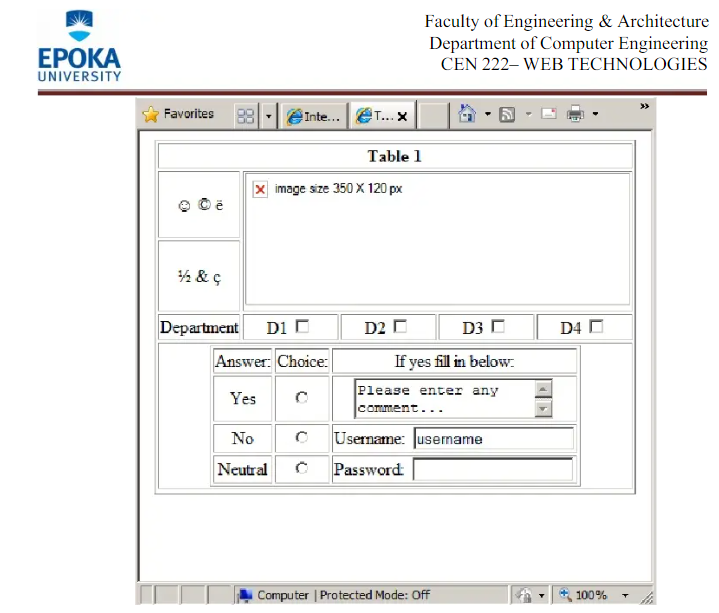 Faculty of Engineering & Architecture
EPOKA
UNIVERSITY
Department of Computer Engineering
CEN 222– WEB TECHNOLOGIES
Favorites Inte... T... »
Table 1
☺ © ë
image size 350 X 120 px
½ & ç
Department D1 D2 D3 D4
Answer: Choice: If yes fill in below:
Yes Please enter any
comment...
No Username: username
Neutral Password:
Computer | Protected Mode: Off 100%